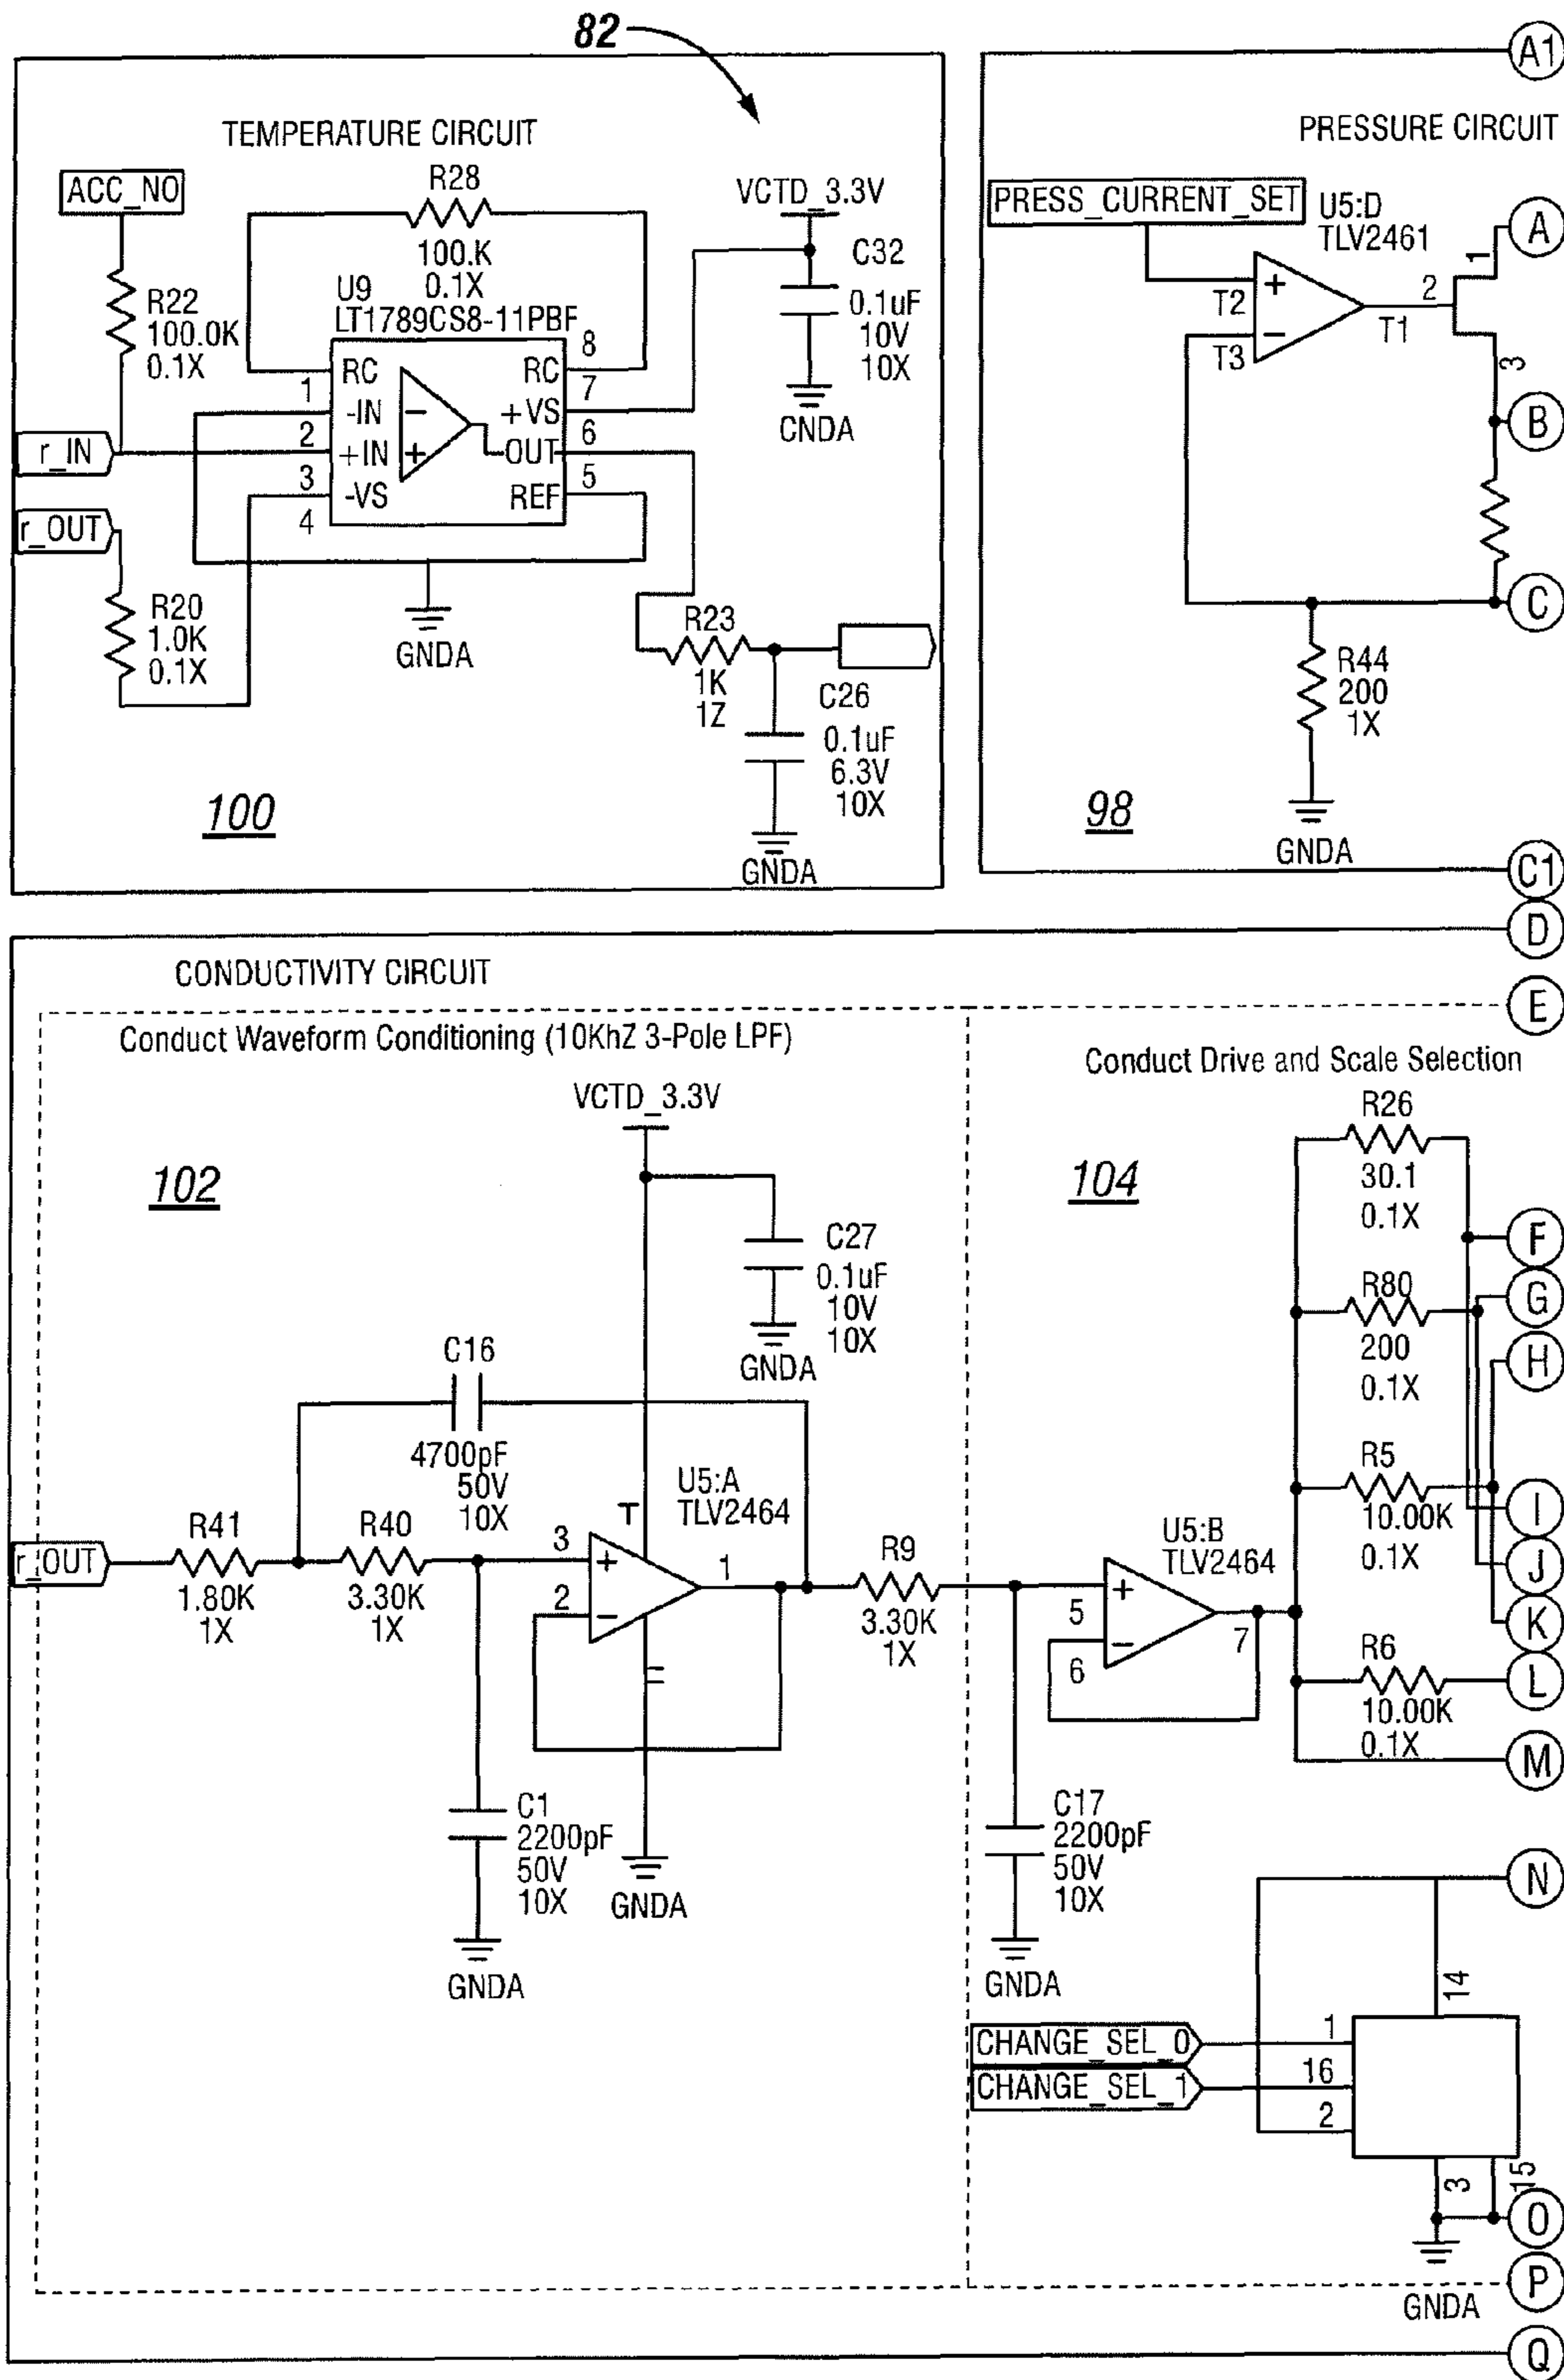 82
TEMPERATURE CIRCUIT
ACC_NO
R28
100.K
0.1X
VCTD_3.3V
C32
0.1uF
10V
10X
CNDA
R22
100.0K
0.1X
U9
LT1789CS8-11PBF
1
2
3
4
RC
-IN
+IN
-VS
-
+
RC
+VS
OUT
REF
8
7
6
5
r_IN
r_OUT
R20
1.0K
0.1X
GNDA
R23
1K
1Z
C26
0.1uF
6.3V
10X
GNDA
100
A1
PRESSURE CIRCUIT
PRESS_CURRENT_SET
U5:D
TLV2461
T2
T3
+
-
T1
2
1
3
A
B
C
R44
200
1X
GNDA
98
C1
D
CONDUCTIVITY CIRCUIT
E
Conduct Waveform Conditioning (10KhZ 3-Pole LPF)
VCTD_3.3V
102
C27
0.1uF
10V
10X
GNDA
C16
4700pF
50V
10X
U5:A
TLV2464
T
r_OUT
R41
1.80K
1X
R40
3.30K
1X
3
2
+
-
1
R9
3.30K
1X
C1
2200pF
50V
10X
GNDA
GNDA
Conduct Drive and Scale Selection
104
R26
30.1
0.1X
R80
200
0.1X
R5
10.00K
0.1X
R6
10.00K
0.1X
F
G
H
I
J
K
L
M
U5:B
TLV2464
5
6
+
-
7
C17
2200pF
50V
10X
GNDA
N
14
CHANGE_SEL_0
CHANGE_SEL_1
1
16
2
3
15
O
P
GNDA
Q